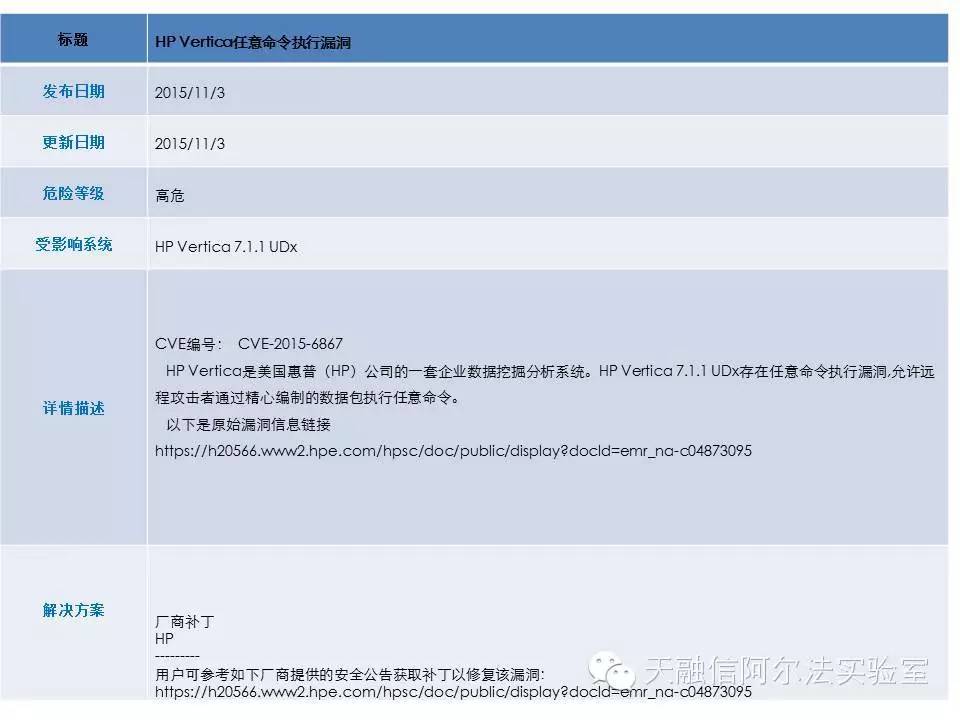 标题
HP Vertica任意命令执行漏洞
发布日期
2015/11/3
更新日期
2015/11/3
危险等级
高危
受影响系统
HP Vertica 7.1.1 UDx
详情描述
CVE编号： CVE-2015-6867
HP Vertica是美国惠普（HP）公司的一套企业数据挖掘分析系统。HP Vertica 7.1.1 UDx存在任意命令执行漏洞,允许远
程攻击者通过精心编制的数据包执行任意命令。
以下是原始漏洞信息链接
https://h20566.www2.hpe.com/hpsc/doc/public/display?docId=emr_na-c04873095
解决方案
厂商补丁
HP
---------
用户可参考如下厂商提供的安全公告获取补丁以修复该漏洞：
https://h20566.www2.hpe.com/hpsc/doc/public/display?docId=emr_na-c04873095
天融信阿尔法实验室